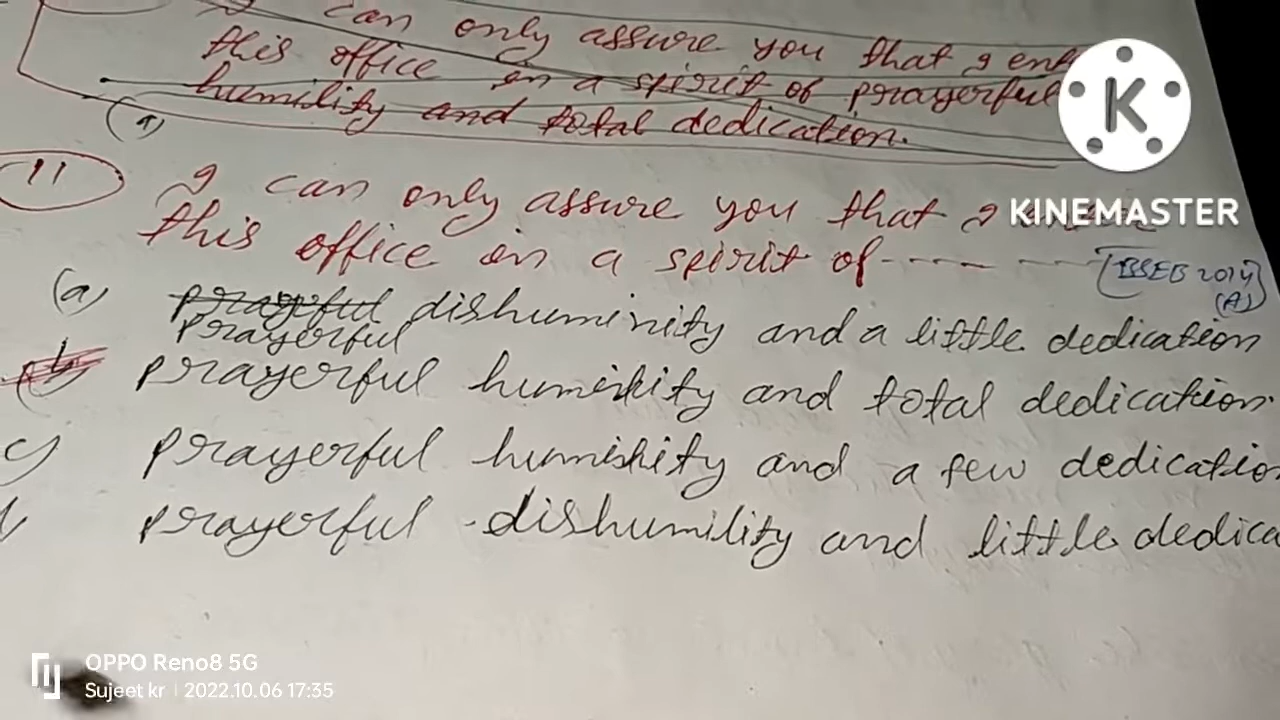 I can only assure you that I ent
this office in a spirit of prayerful
humility and total dedication.
(a)
11 I can only assure you that I
this office in a spirit of ---- ---
[BSEB 2014
(A)]
(a) prayerful dishuminity and a little dedication
Prayerful
(b) prayerful humility and total dedication.
c) prayerful humishity and a few dedication
prayerful dishumility and little dedica
K
KINEMASTER
OPPO Reno8 5G
Sujeet kr | 2022.10.06 17:35